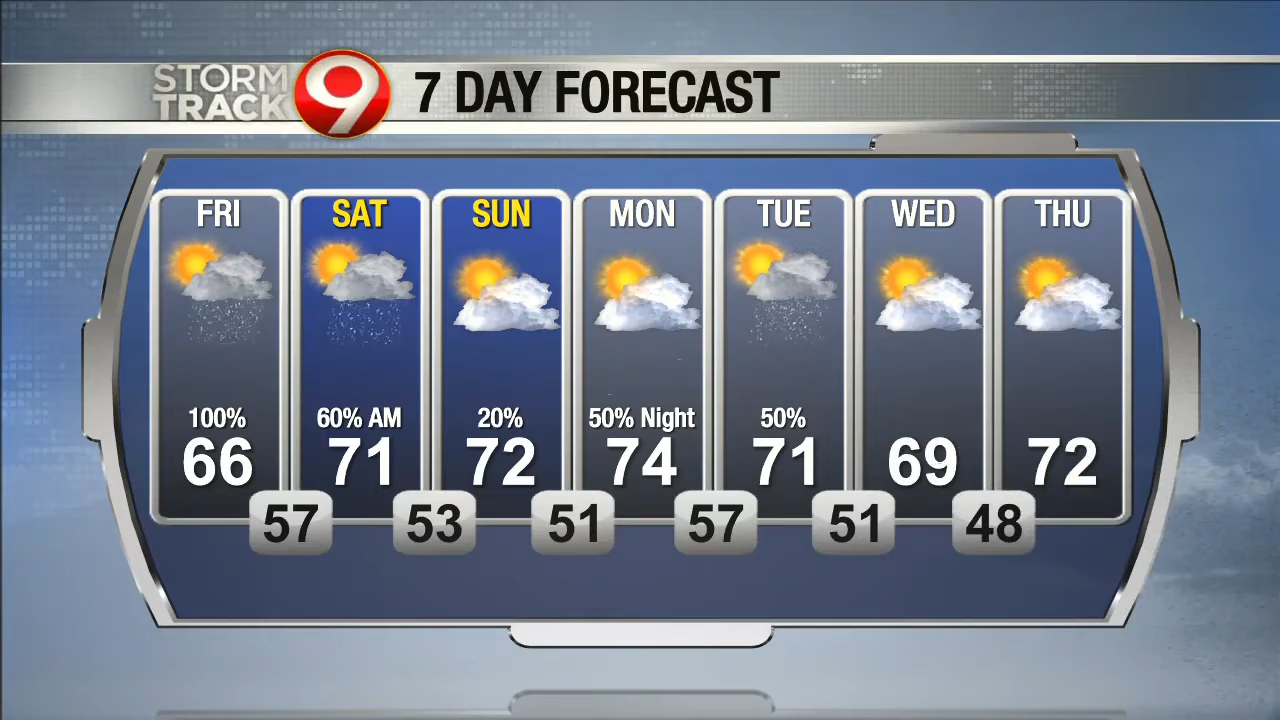 STORM
TRACK
9
7 DAY FORECAST
FRI SAT SUN MON TUE WED THU
100% 60% AM 20% 50% Night 50%
66 71 72 74 71 69 72
57 53 51 57 51 48